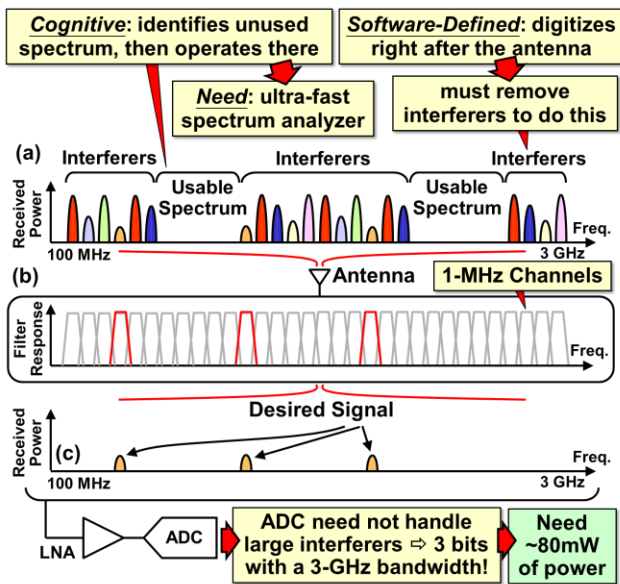 Cognitive: identifies unused
spectrum, then operates there
Software-Defined: digitizes
right after the antenna
Need: ultra-fast
spectrum analyzer
must remove
interferers to do this
(a)
Interferers
Interferers
Interferers
Usable
Spectrum
Usable
Spectrum
Received
Power
Freq.
100 MHz
3 GHz
(b)
Antenna
1-MHz Channels
Filter
Response
Freq.
Desired Signal
Received
Power
(c)
Freq.
100 MHz
3 GHz
LNA
ADC
ADC need not handle
large interferers ⇨ 3 bits
with a 3-GHz bandwidth!
Need
~80mW
of power